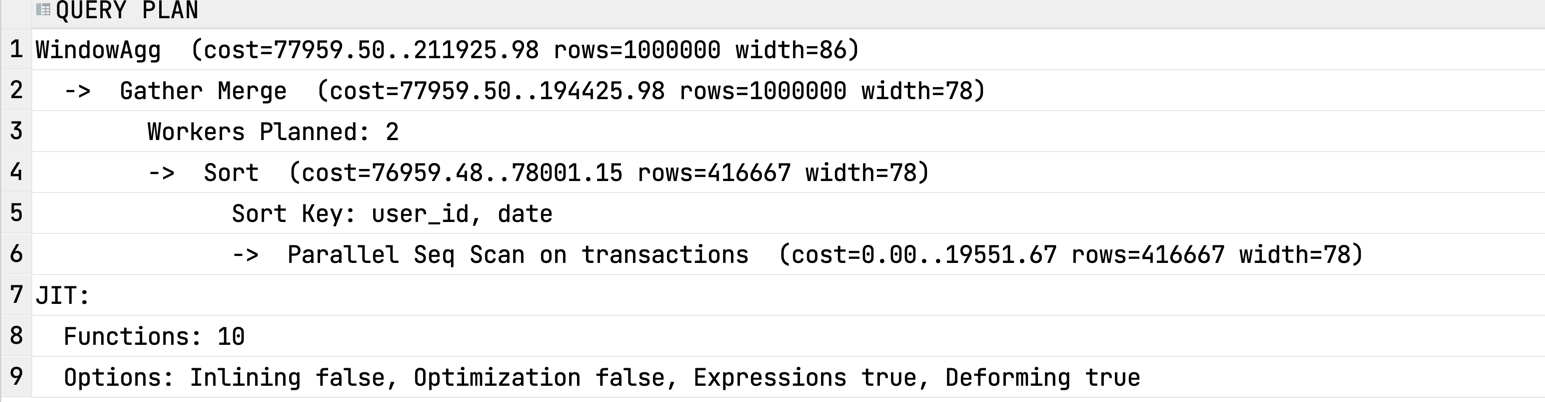 QUERY PLAN
1 WindowAgg  (cost=77959.50..211925.98 rows=1000000 width=86)
2   ->  Gather Merge  (cost=77959.50..194425.98 rows=1000000 width=78)
3         Workers Planned: 2
4         ->  Sort  (cost=76959.48..78001.15 rows=416667 width=78)
5               Sort Key: user_id, date
6               ->  Parallel Seq Scan on transactions  (cost=0.00..19551.67 rows=416667 width=78)
7 JIT:
8   Functions: 10
9   Options: Inlining false, Optimization false, Expressions true, Deforming true